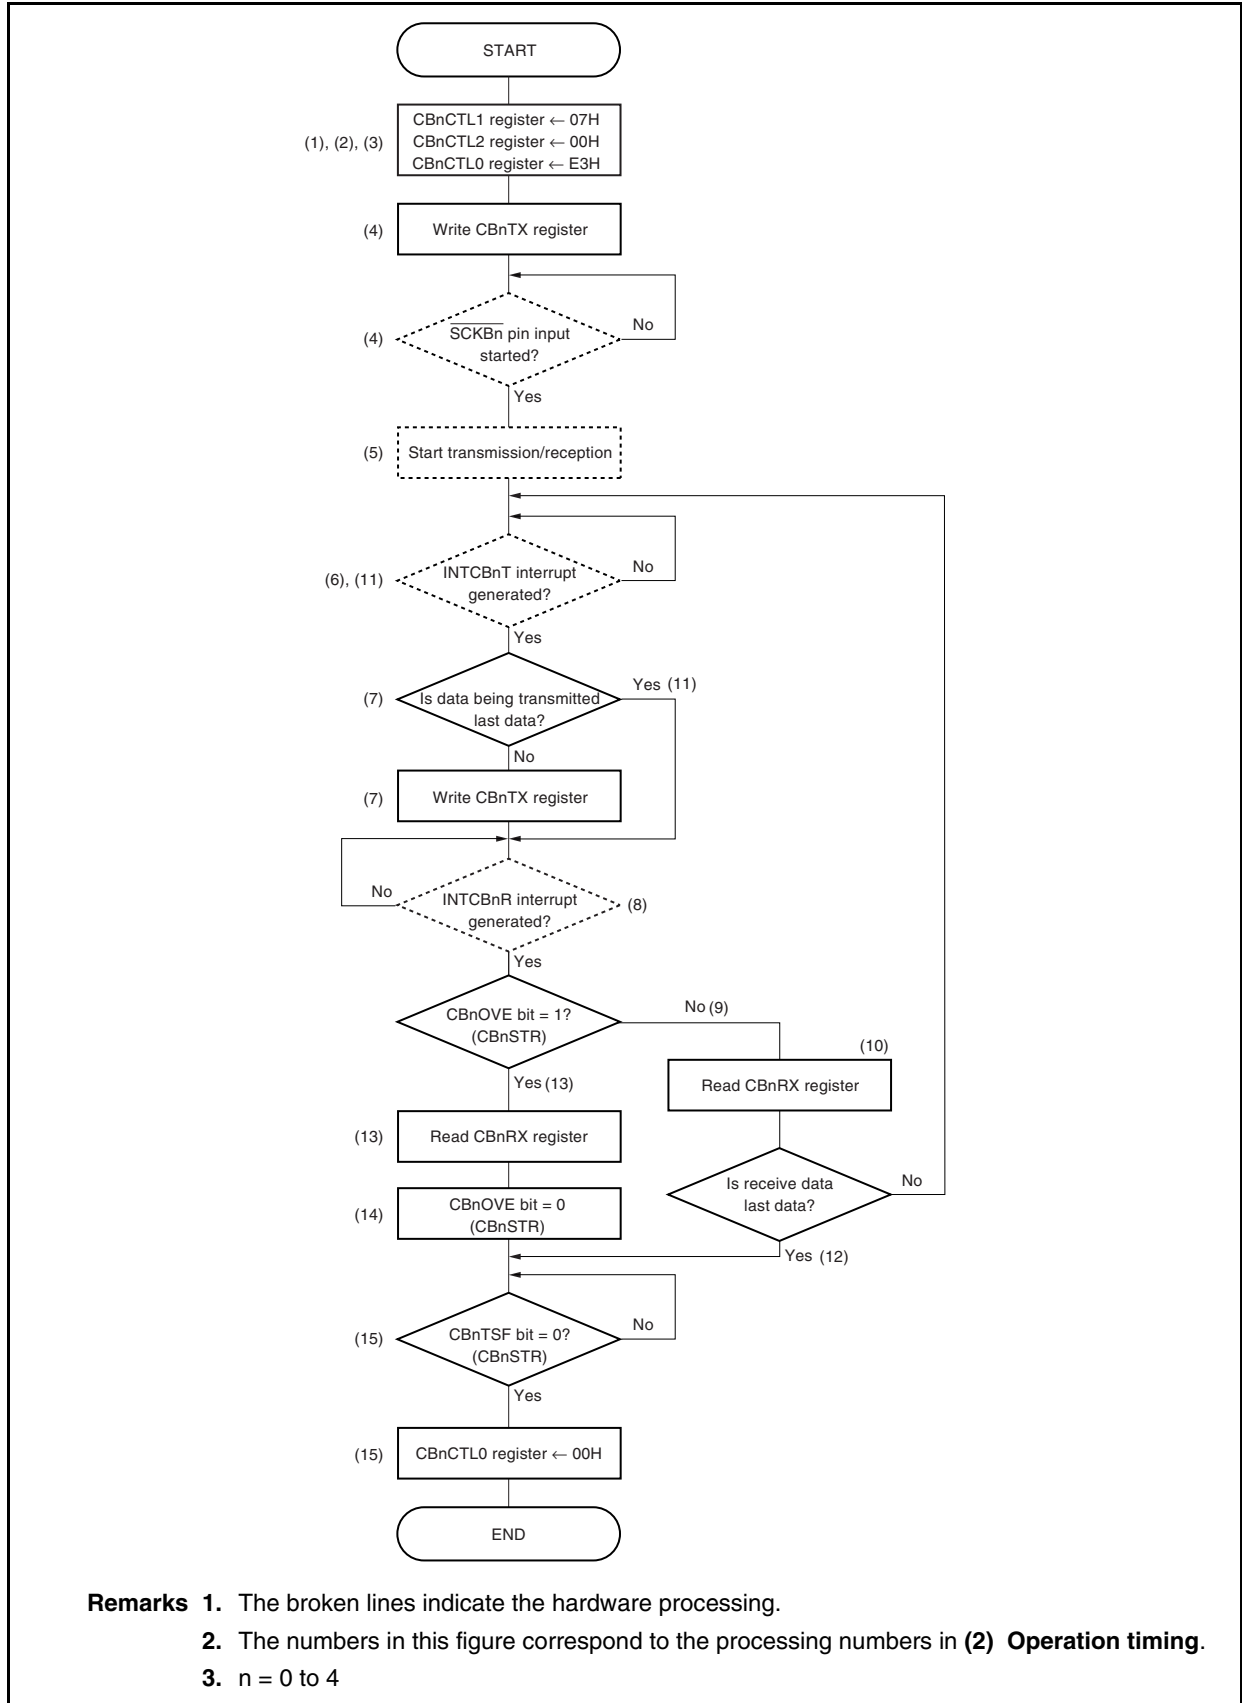 START
CBnCTL1 register ← 07H
(1), (2), (3)
CBnCTL2 register ← 00H
CBnCTL0 register ← E3H
(4)
Write CBnTX register
(4)
SCKBn pin input
started?
No
Yes
(5)
Start transmission/reception
(6), (11)
INTCBnT interrupt
generated?
No
Yes
(7)
Is data being transmitted
last data?
Yes (11)
No
(7)
Write CBnTX register
No
INTCBnR interrupt
generated?
(8)
Yes
CBnOVE bit = 1?
(CBnSTR)
No (9)
(10)
Read CBnRX register
Yes (13)
(13)
Read CBnRX register
Is receive data
last data?
No
(14)
CBnOVE bit = 0
(CBnSTR)
Yes (12)
(15)
CBnTSF bit = 0?
(CBnSTR)
No
Yes
(15)
CBnCTL0 register ← 00H
END
Remarks 1. The broken lines indicate the hardware processing.
2. The numbers in this figure correspond to the processing numbers in (2) Operation timing.
3. n = 0 to 4